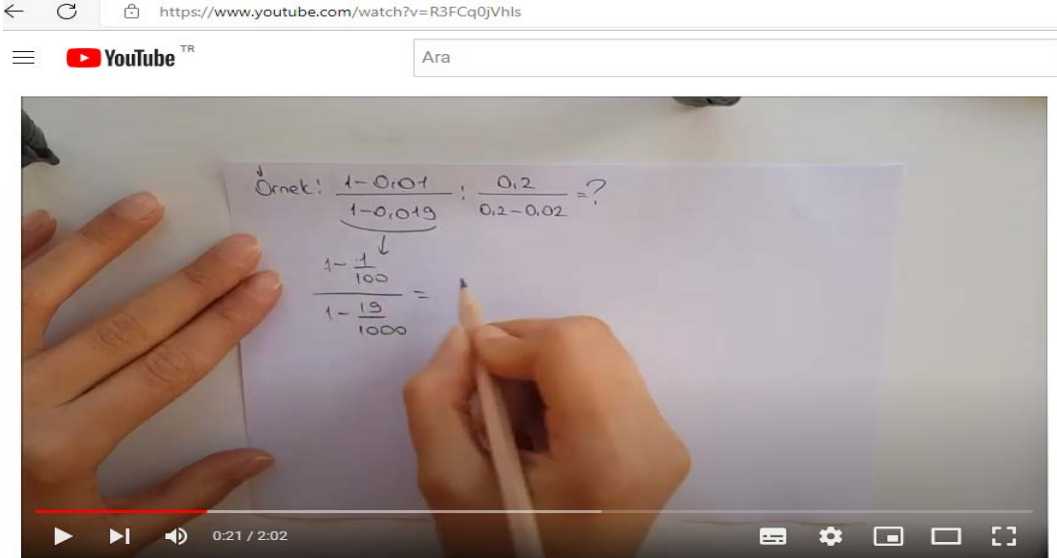 https://www.youtube.com/watch?v=R3FCq0jVhIs
YouTube TR
Ara
Örnek: 1-0,01 / 1-0,019 : 0,2 / 0,2-0,02 = ?
1 - 1/100
1 - 19/1000 =
0:21 / 2:02